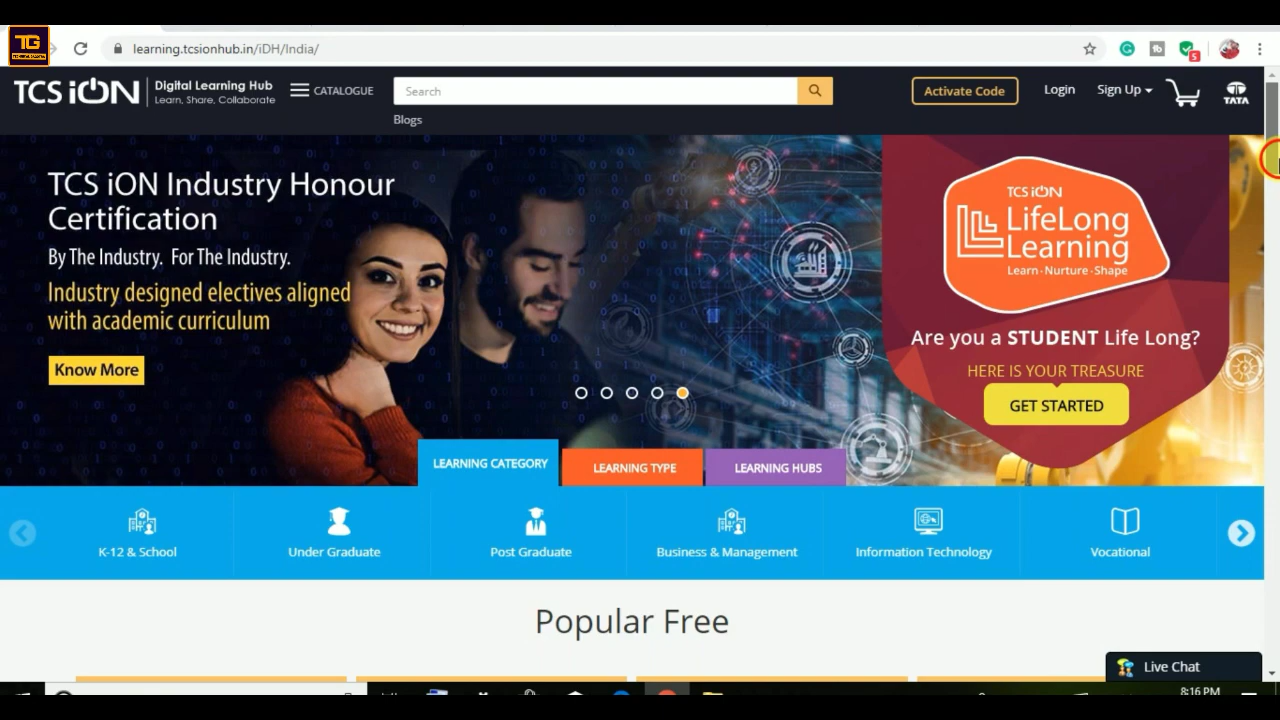 TG
learning.tcsionhub.in/iDH/India/
5
TCS iON
Digital Learning Hub
Learn, Share, Collaborate
CATALOGUE
Search
Activate Code
Login
Sign Up
TATA
Blogs
TCS iON Industry Honour
Certification
By The Industry. For The Industry.
Industry designed electives aligned
with academic curriculum
Know More
TCS iON
LifeLong
Learning
Learn - Nurture - Shape
Are you a STUDENT Life Long?
HERE IS YOUR TREASURE
GET STARTED
LEARNING CATEGORY
LEARNING TYPE
LEARNING HUBS
K-12 & School
Under Graduate
Post Graduate
Business & Management
Information Technology
Vocational
Popular Free
Live Chat
8:16 PM